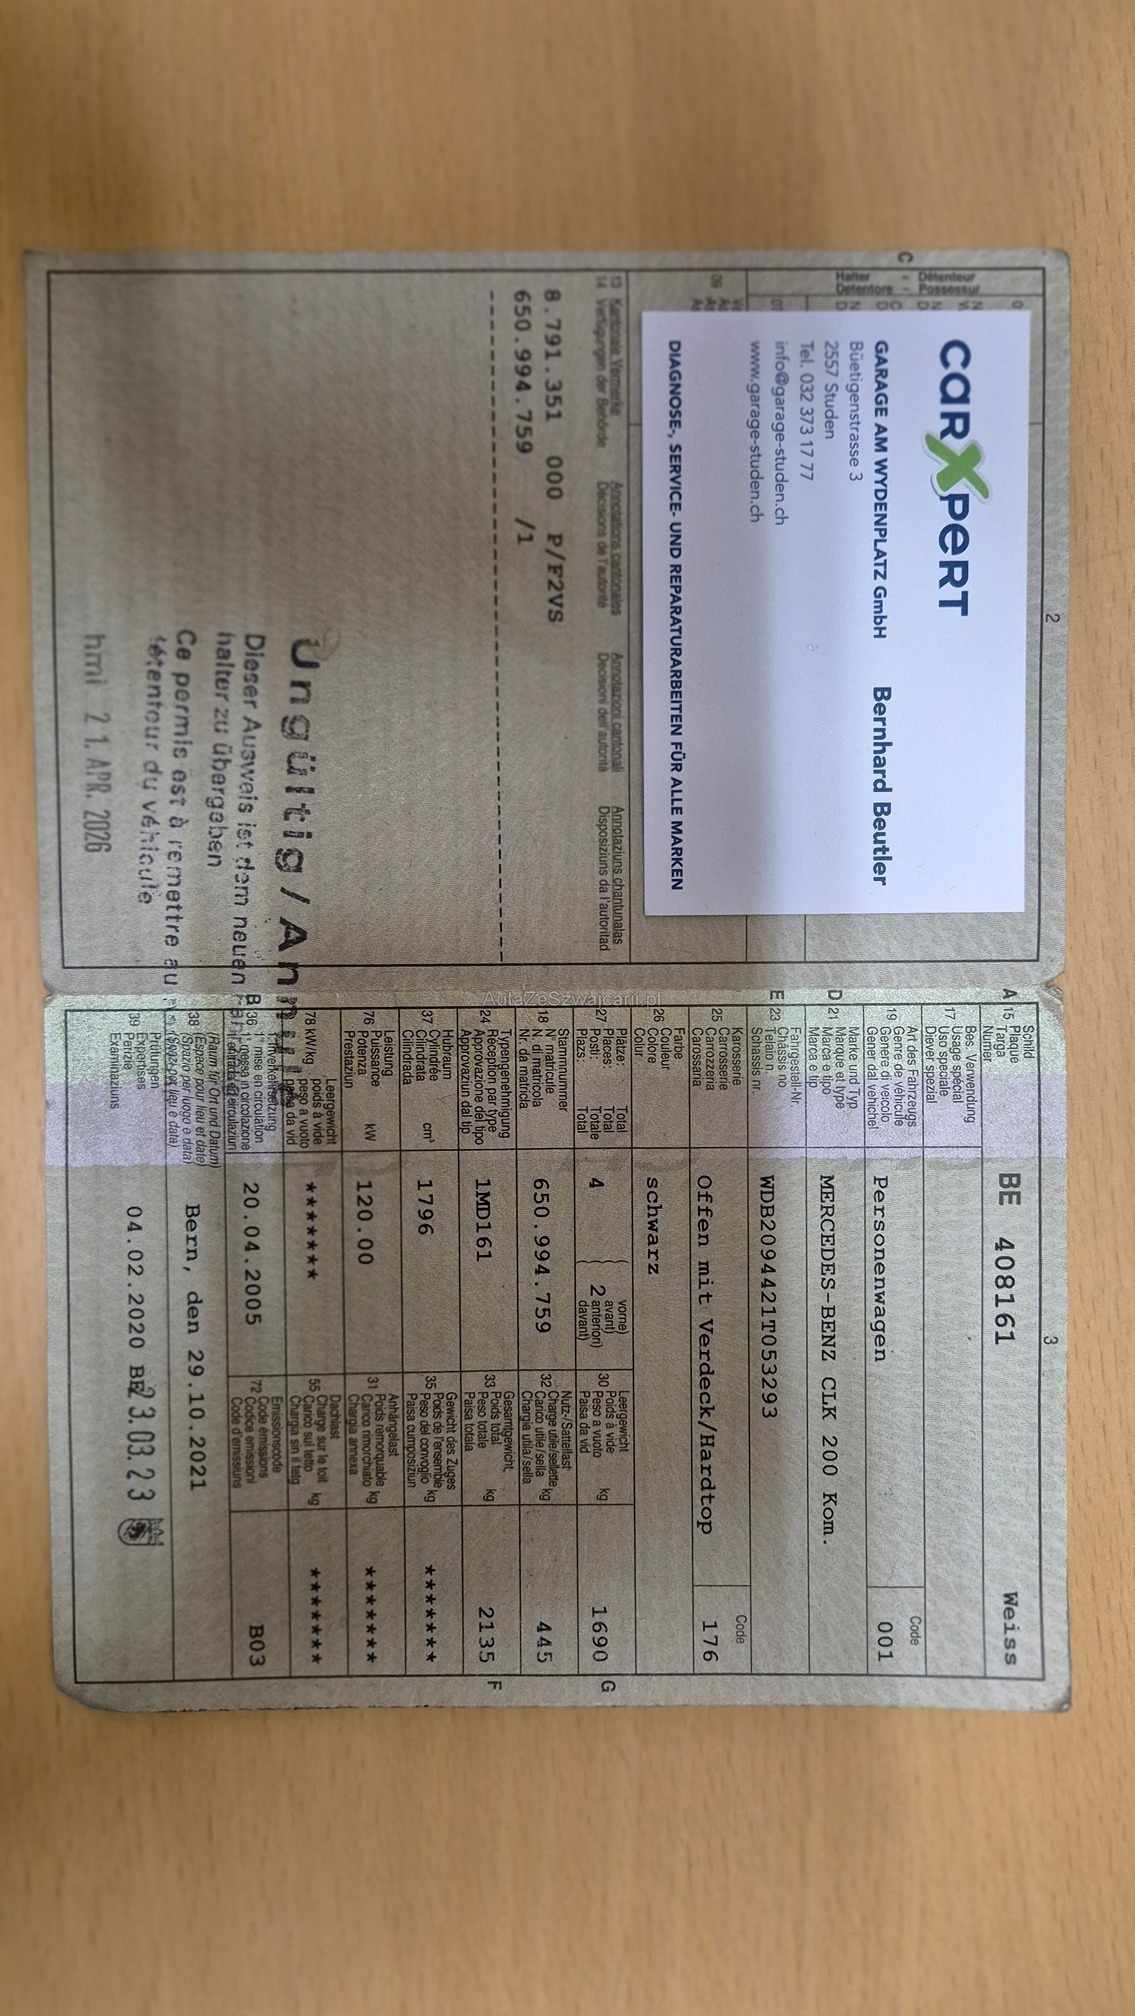 2
C
Halter – Détenteur
Detentore – Possessur
carXpert
GARAGE AM WYDENPLATZ GmbH
Bernhard Beutler
Büetigenstrasse 3
2557 Studen
Tel. 032 373 17 77
info@garage-studen.ch
www.garage-studen.ch
DIAGNOSE-, SERVICE- UND REPARATURARBEITEN FÜR ALLE MARKEN
09
13 Kantonale Vermerke Annotations cantonales Annotazioni cantonali Annotaziuns chantunalas
14 Verfügungen der Behörde Décisions de l'autorité Decisioni dell'autorità Disposiziuns da l'autoritad
8.791.351 000 P/F2VS
650.994.759 /1
Ungültig / Annulé
Dieser Ausweis ist dem neuen
halter zu übergeben
Ce permis est à remettre au
détenteur du véhicule
hmi 21. APR. 2026
AutaZeSzwajcarii.pl
3
A 15 Schild
Plaque
Targa
Numer
BE 408161 Weiss
17 Bes. Verwendung
Usage spécial
Uso speciale
Diever spezial
19 Art des Fahrzeugs
Genre de véhicule
Genere di veicolo
Gener dal vehichel
Personenwagen
Code
001
D 21 Marke und Typ
Marque et type
Marca e tipo
Marca e tip
MERCEDES-BENZ CLK 200 Kom.
E 23 Fahrgestell-Nr.
Châssis no
Telaio n.
Schassis nr.
WDB2094421T053293
25 Karosserie
Carrosserie
Carrozzeria
Carossaria
Offen mit Verdeck/Hardtop
Code
176
26 Farbe
Couleur
Colore
Colur
schwarz
27 Plätze: Total
Places: Total
Posti: Totale
Plazs: Total
4
2
vorne)
avant)
anteriori)
davant)
30 Leergewicht
Poids à vide
Peso a vuoto kg
Paisa da vid
1690
G
18 Stammnummer
N° matricule
N. di matricola
Nr. da matricla
650.994.759
32 Nutz-/Sattellast
Charge utile/sellette kg
Carico utile/sella
Chargia utila/sella
445
24 Typengenehmigung
Réception par type
Approvazione del tipo
Approvaziun dal tip
1MD161
33 Gesamtgewicht
Poids total
Peso totale kg
Paisa totala
2135
F
37 Hubraum
Cylindrée
Cilindrata cm³
Cilindrada
1796
35 Gewicht des Zuges
Poids de l'ensemble
Peso del convoglio kg
Paisa cumposiziun
*******
76 Leistung
Puissance
Potenza kW
Prestaziun
120.00
31 Anhängelast
Poids remorquable
Carico rimorchiato kg
Chargia annexa
*******
78 kW/kg Leergewicht
poids à vide
peso a vuoto
paisa da vid
*******
55 Dachlast
Charge sur le toit
Carico sul tetto kg
Chargia sin il tetg
*******
B 36 1. Inverkehrsetzung
1re mise en circulation
1. messa in circolazione
20.04.2005
72 Emissionscode
Code émissions
Codice emissioni
Code d'emissiuns
B03
38 (Raum für Ort und Datum)
(Espace pour lieu et date)
(Spazio per luogo e data)
(Spazi per lieu e data)
Bern, den 29.10.2021
39 Prüfungen
Expertises
Perizie
Examinaziuns
04.02.2020 BE
23.03.23